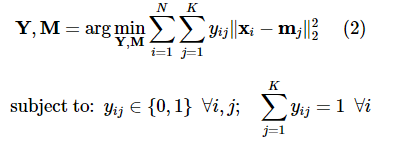 Y, M = arg min_{Y,M} ∑_{i=1}^{N} ∑_{j=1}^{K} y_{ij}||x_i − m_j||_2^2 (2)
subject to: y_{ij} ∈ {0, 1} ∀i, j; ∑_{j=1}^{K} y_{ij} = 1 ∀i